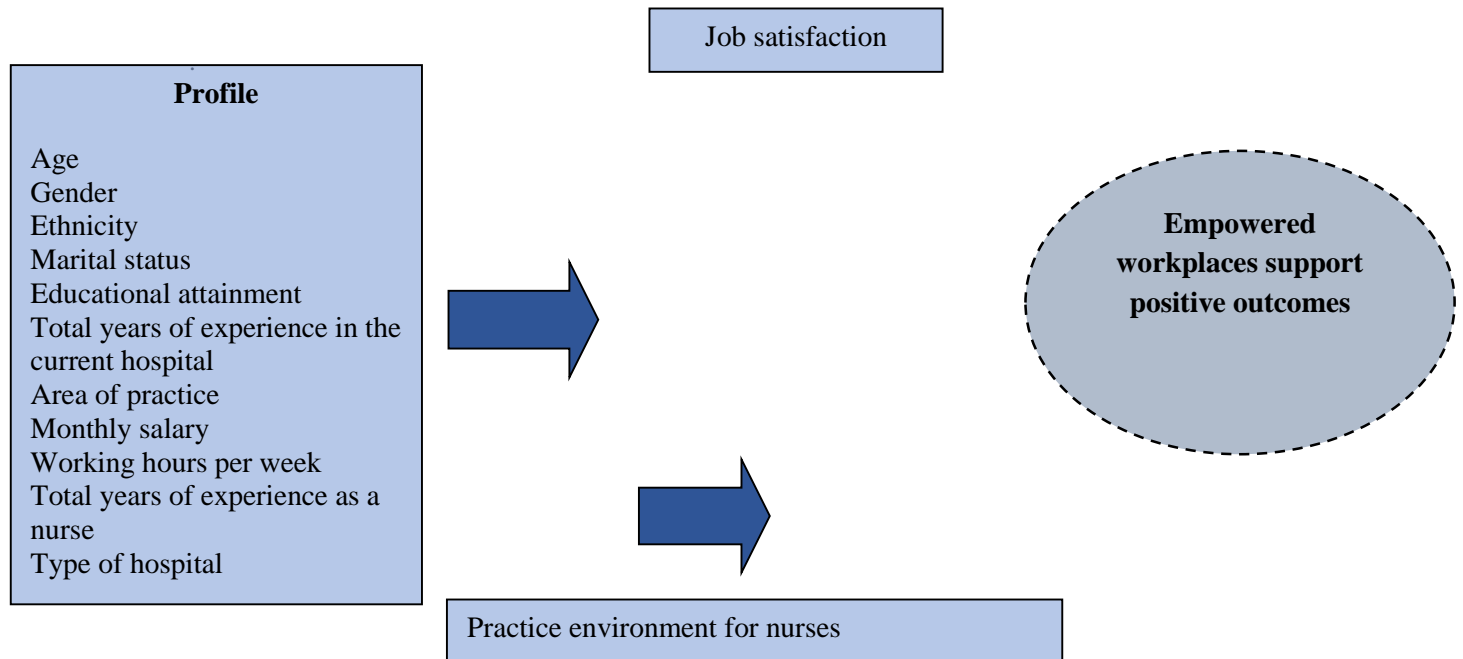 Job satisfaction
Profile
Age
Gender
Ethnicity
Marital status
Educational attainment
Total years of experience in the
current hospital
Area of practice
Monthly salary
Working hours per week
Total years of experience as a
nurse
Type of hospital
Empowered
workplaces support
positive outcomes
Practice environment for nurses